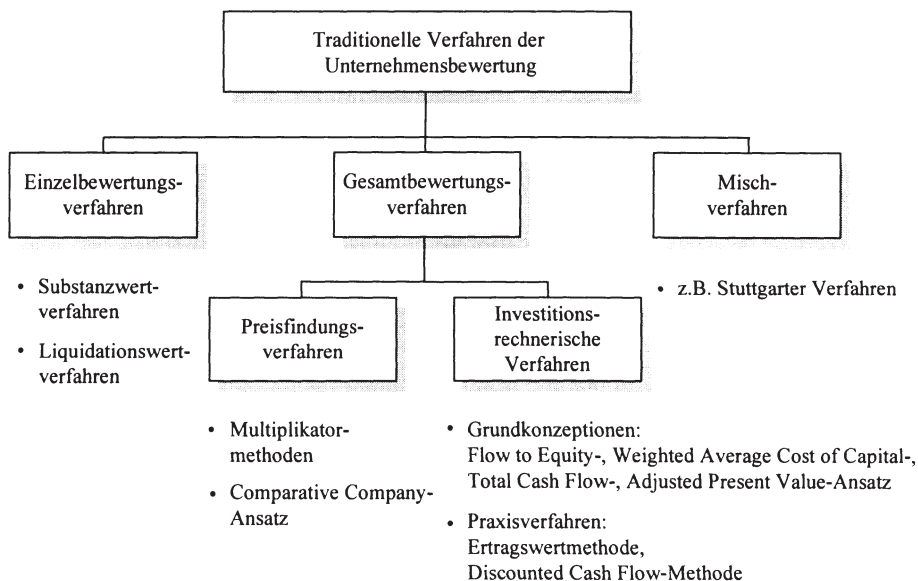 Traditionelle Verfahren der
Unternehmensbewertung
Einzelbewertungs-
verfahren
Gesamtbewertungs-
verfahren
Misch-
verfahren
• Substanzwert-
verfahren
• Liquidationswert-
verfahren
Preisfindungs-
verfahren
Investitions-
rechnerische
Verfahren
• z.B. Stuttgarter Verfahren
• Multiplikator-
methoden
• Comparative Company-
Ansatz
• Grundkonzeptionen:
Flow to Equity-, Weighted Average Cost of Capital-,
Total Cash Flow-, Adjusted Present Value-Ansatz
• Praxisverfahren:
Ertragswertmethode,
Discounted Cash Flow-Methode